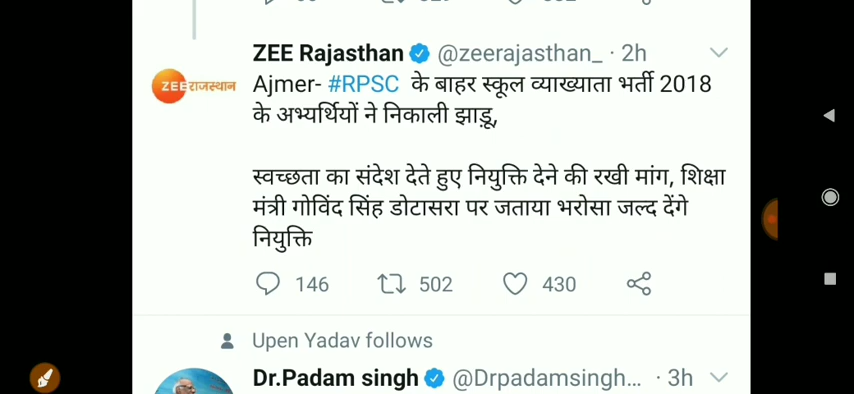 ZEE Rajasthan @zeerajasthan_ · 2h
ZEE राजस्थान
Ajmer- #RPSC के बाहर स्कूल व्याख्याता भर्ती 2018
के अभ्यर्थियों ने निकाली झाड़ू,
स्वच्छता का संदेश देते हुए नियुक्ति देने की रखी मांग, शिक्षा
मंत्री गोविंद सिंह डोटासरा पर जताया भरोसा जल्द देंगे
नियुक्ति
146 502 430
Upen Yadav follows
Dr.Padam singh @Drpadamsingh... · 3h